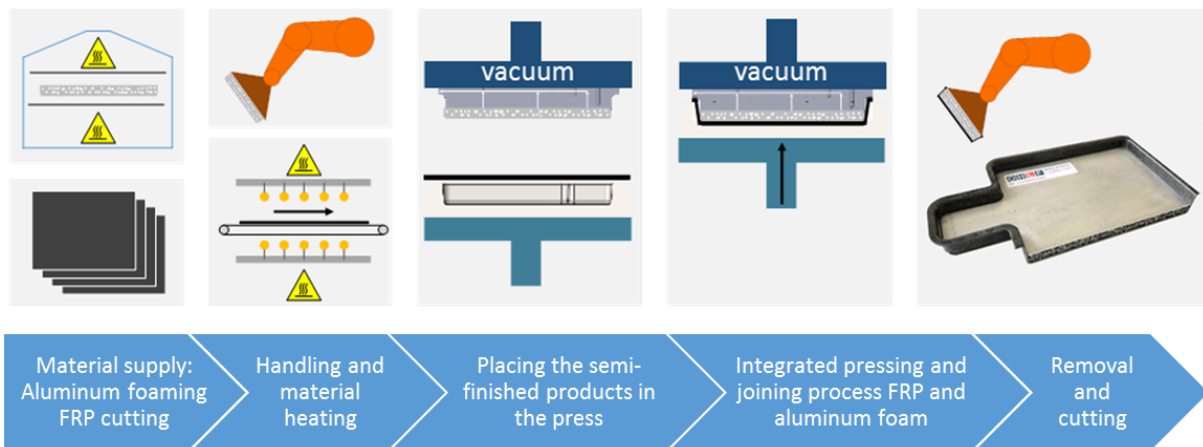 vacuum
vacuum
Material supply:
Aluminum foaming
FRP cutting
Handling and
material
heating
Placing the semi-
finished products in
the press
Integrated pressing and
joining process FRP and
aluminum foam
Removal
and
cutting